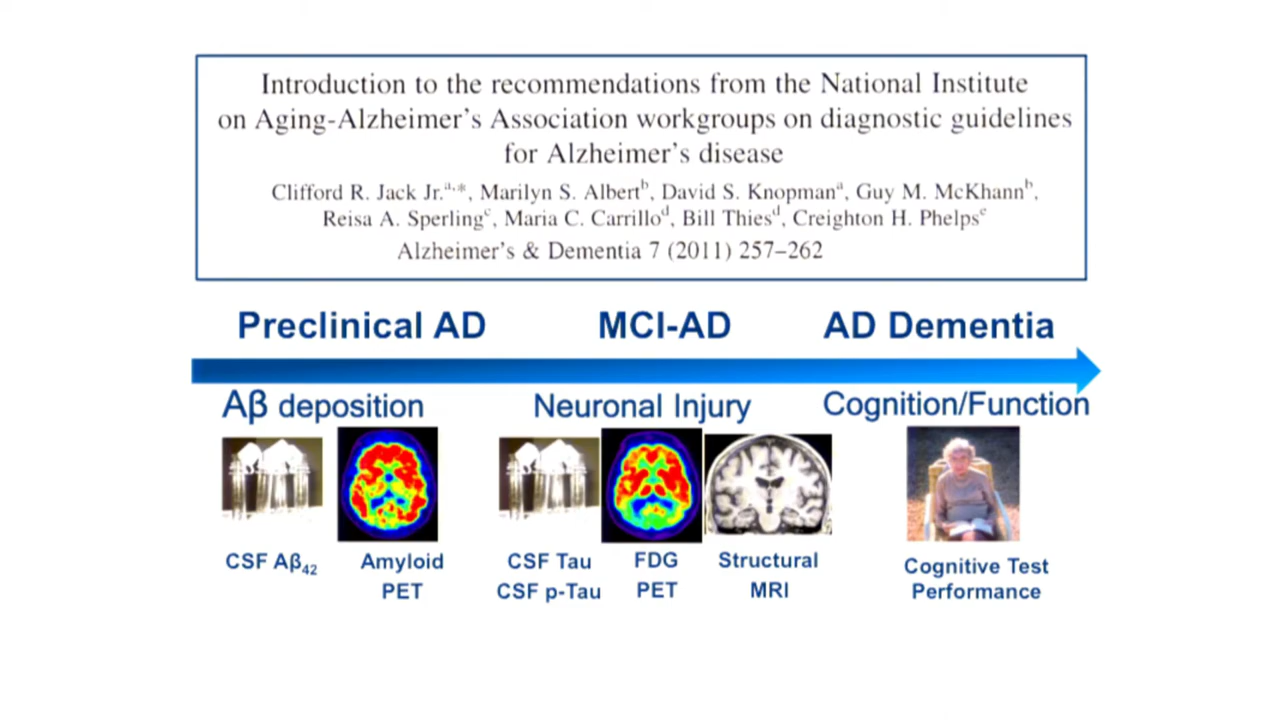 Introduction to the recommendations from the National Institute
on Aging-Alzheimer's Association workgroups on diagnostic guidelines
for Alzheimer's disease
Clifford R. Jack Jr.a,*, Marilyn S. Albertb, David S. Knopmana, Guy M. McKhannb,
Reisa A. Sperlingc, Maria C. Carrillod, Bill Thiesd, Creighton H. Phelpse
Alzheimer's & Dementia 7 (2011) 257–262
Preclinical AD MCI-AD AD Dementia
Aβ deposition Neuronal Injury Cognition/Function
CSF Aβ42 Amyloid CSF Tau FDG Structural Cognitive Test
PET CSF p-Tau PET MRI Performance